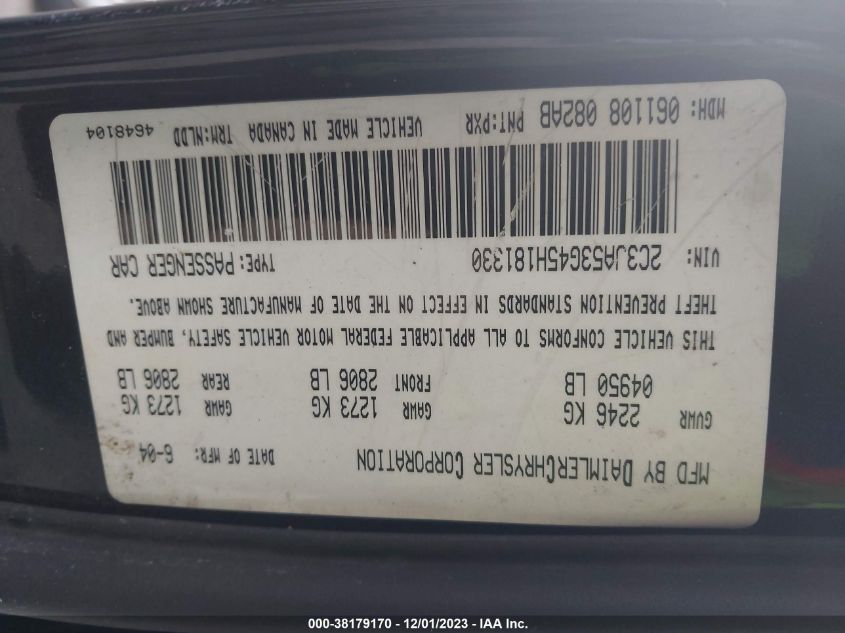 MFD BY DAIMLERCHRYSLER CORPORATION DATE OF MFR: 6-04
GVWR 2246 KG GAWR 1273 KG GAWR 1273 KG
04950 LB FRONT 2806 LB REAR 2806 LB
THIS VEHICLE CONFORMS TO ALL APPLICABLE FEDERAL MOTOR VEHICLE SAFETY, BUMPER AND
THEFT PREVENTION STANDARDS IN EFFECT ON THE DATE OF MANUFACTURE SHOWN ABOVE.
VIN: 2C3JA53G45H181330 TYPE: PASSENGER CAR
MDH: 061108 082AB PNT:PXR VEHICLE MADE IN CANADA TRM:NLDD 4648104
000-38179170 - 12/01/2023 - IAA Inc.